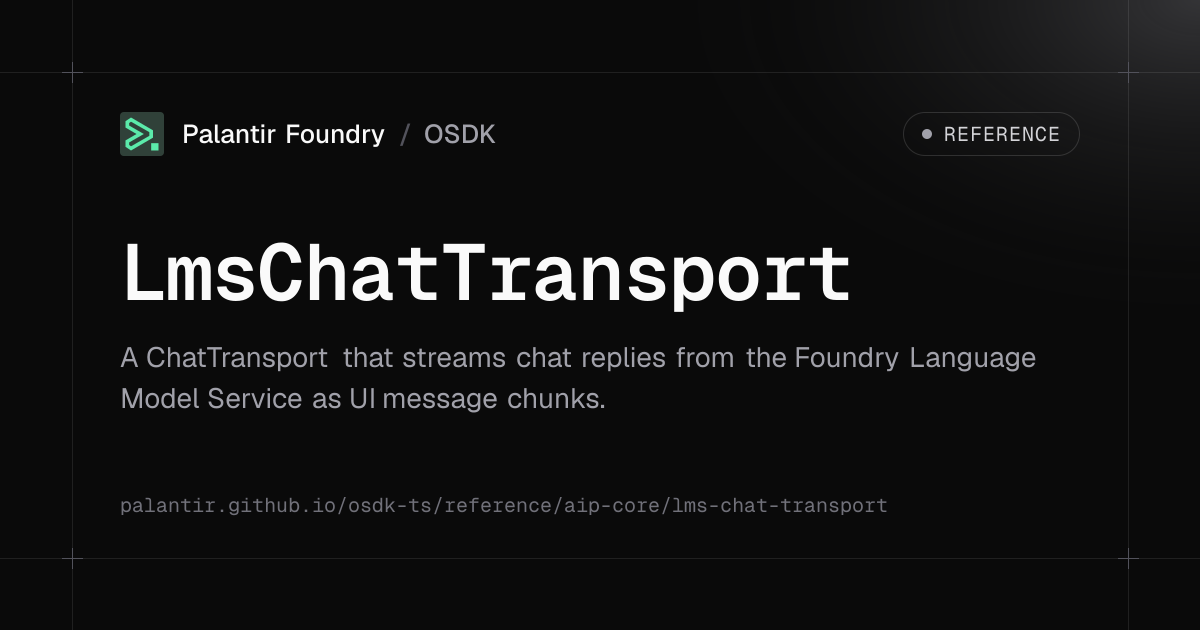 Palantir Foundry / OSDK
REFERENCE
LmsChatTransport
A ChatTransport that streams chat replies from the Foundry Language
Model Service as UI message chunks.
palantir.github.io/osdk-ts/reference/aip-core/lms-chat-transport